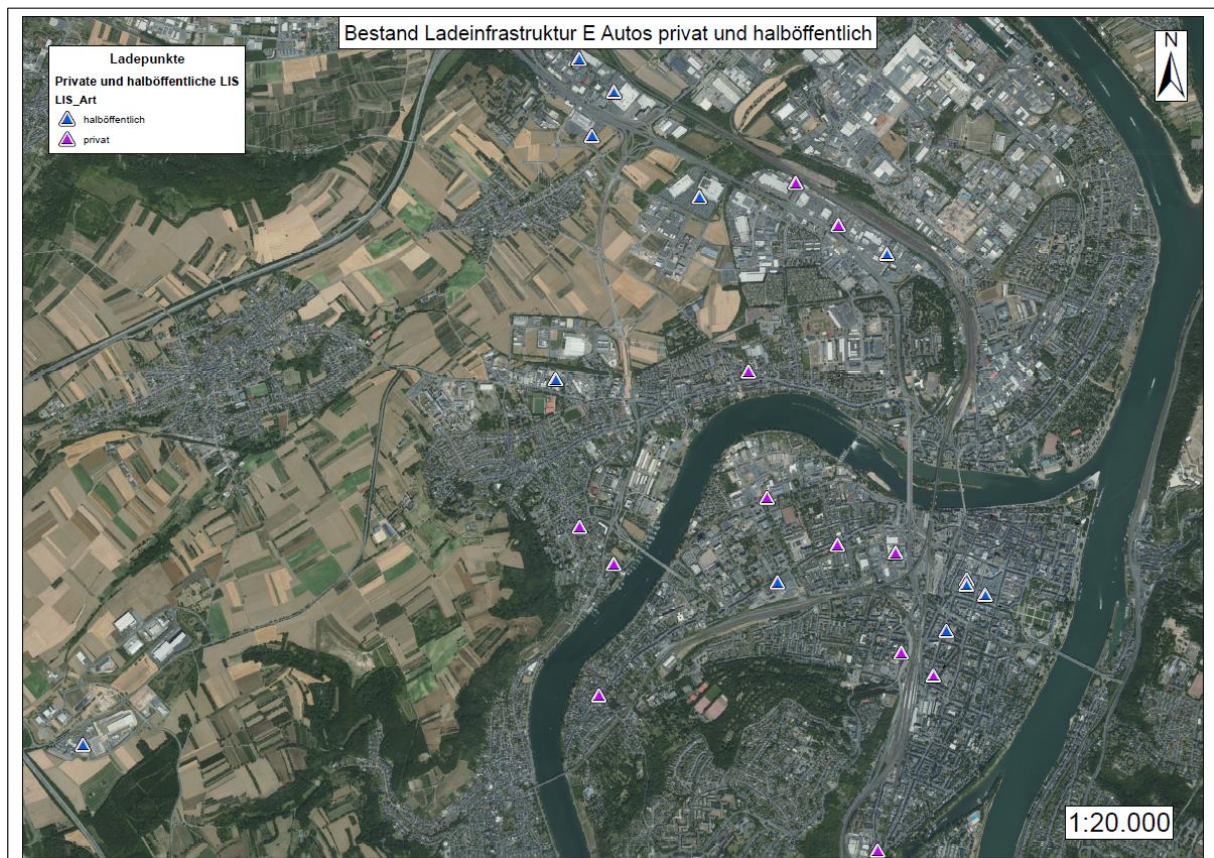 Bestand Ladeinfrastruktur E Autos privat und halböffentlich
Ladepunkte
Private und halböffentliche LIS
LIS_Art
halböffentlich
privat
N
1:20.000